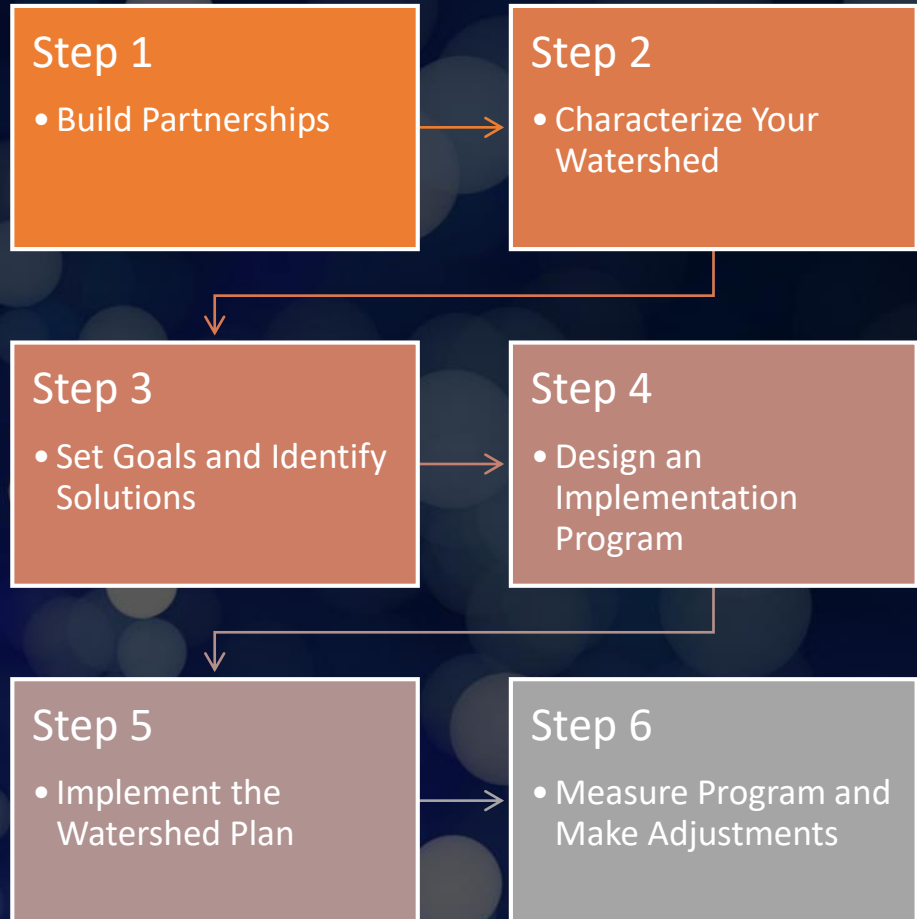 Step 1
• Build Partnerships
Step 2
• Characterize Your
Watershed
Step 3
• Set Goals and Identify
Solutions
Step 4
• Design an
Implementation
Program
Step 5
• Implement the
Watershed Plan
Step 6
• Measure Program and
Make Adjustments